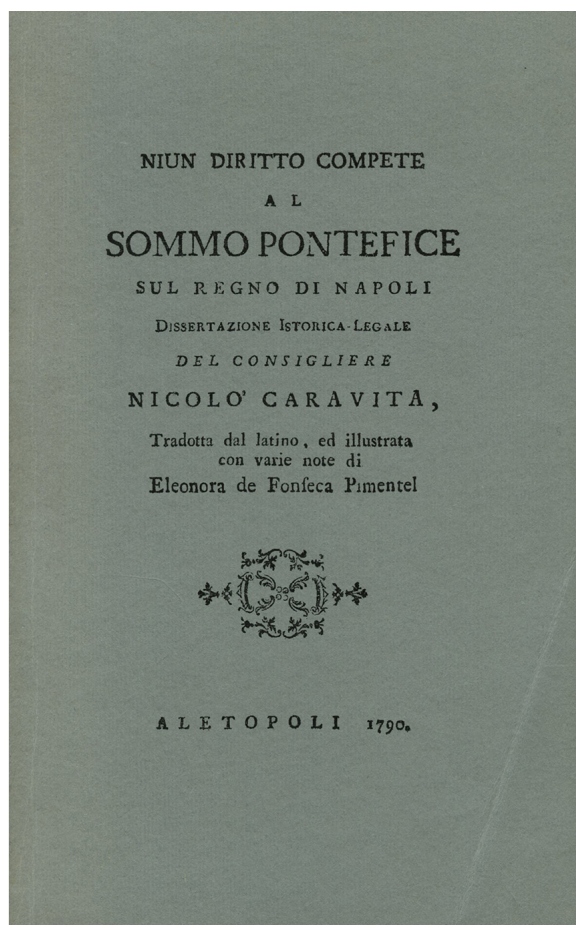 NIUN DIRITTO COMPETE
AL
SOMMO PONTEFICE
SUL REGNO DI NAPOLI
DISSERTAZIONE ISTORICA-LEGALE
DEL CONSIGLIERE
NICOLO' CARAVITA,
Tradotta dal latino, ed illustrata
con varie note di
Eleonora de Fonſeca Pimentel
ALETOPOLI 1790.